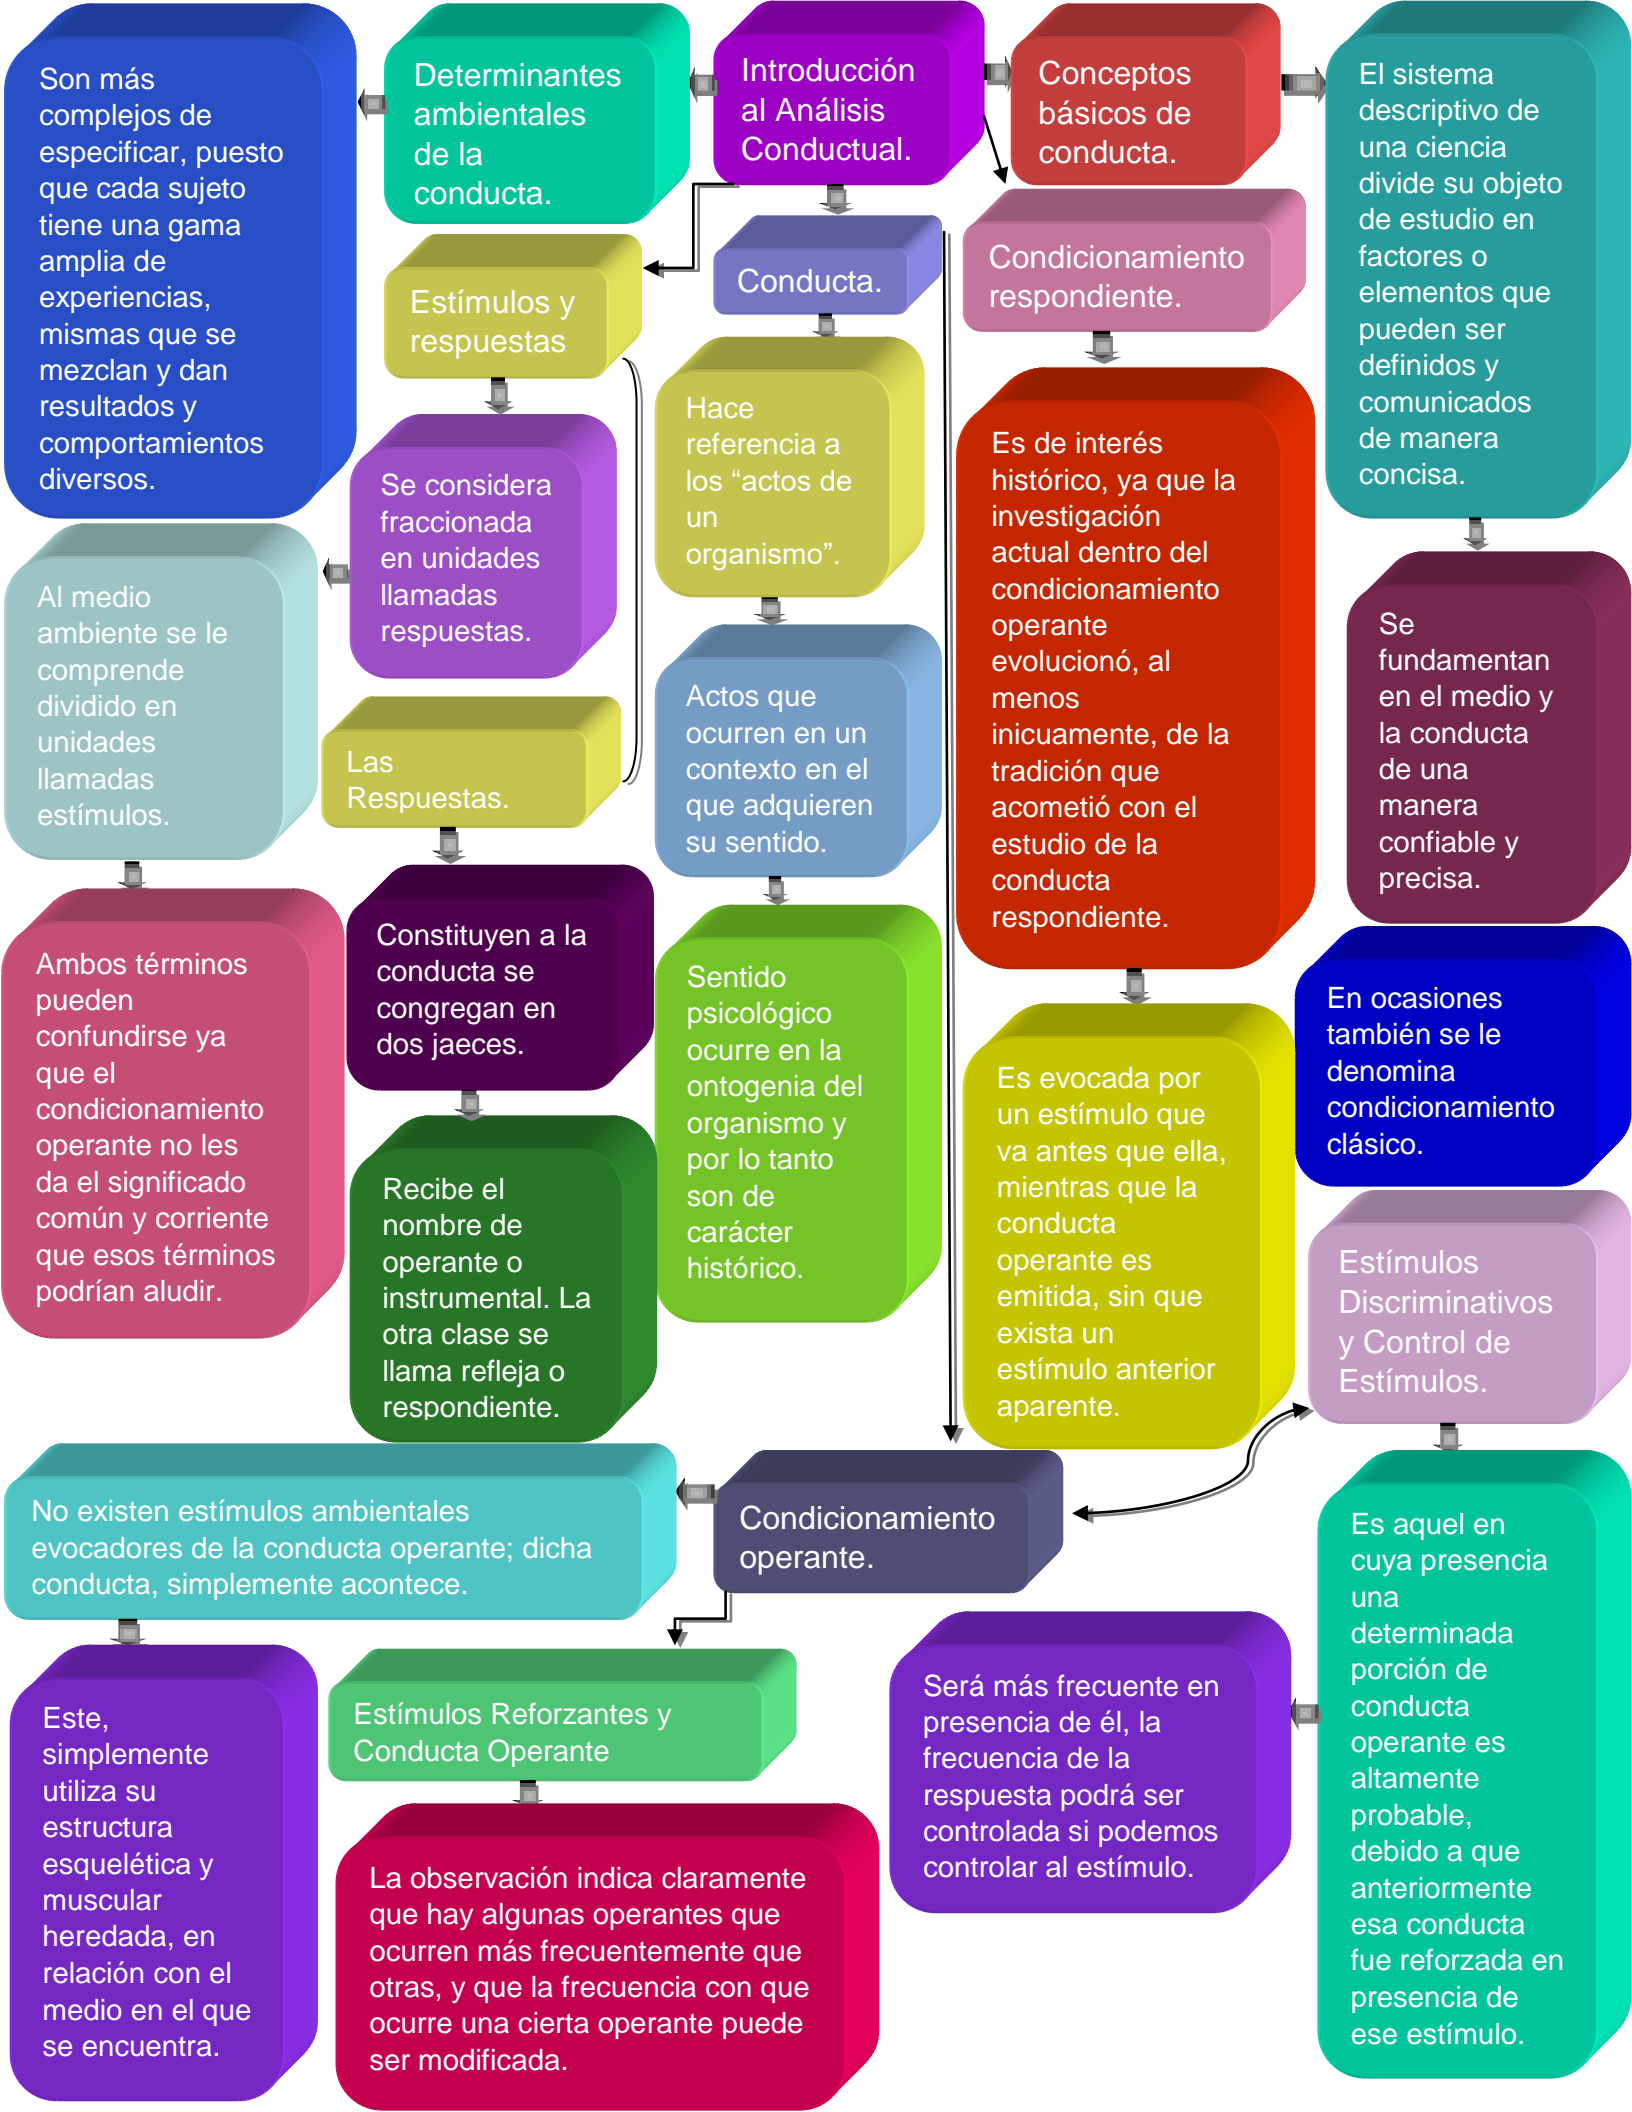 Son más
complejos de
especificar, puesto
que cada sujeto
tiene una gama
amplia de
experiencias,
mismas que se
mezclan y dan
resultados y
comportamientos
diversos.
Determinantes
ambientales
de la
conducta.
Introducción
al Análisis
Conductual.
Conceptos
básicos de
conducta.
El sistema
descriptivo de
una ciencia
divide su objeto
de estudio en
factores o
elementos que
pueden ser
definidos y
comunicados
de manera
concisa.
Estímulos y
respuestas
Conducta.
Condicionamiento
respondiente.
Se considera
fraccionada
en unidades
llamadas
respuestas.
Hace
referencia a
los “actos de
un
organismo”.
Es de interés
histórico, ya que la
investigación
actual dentro del
condicionamiento
operante
evolucionó, al
menos
inicuamente, de la
tradición que
acometió con el
estudio de la
conducta
respondiente.
Al medio
ambiente se le
comprende
dividido en
unidades
llamadas
estímulos.
Las
Respuestas.
Actos que
ocurren en un
contexto en el
que adquieren
su sentido.
Se
fundamentan
en el medio y
la conducta
de una
manera
confiable y
precisa.
Ambos términos
pueden
confundirse ya
que el
condicionamiento
operante no les
da el significado
común y corriente
que esos términos
podrían aludir.
Constituyen a la
conducta se
congregan en
dos jaeces.
Sentido
psicológico
ocurre en la
ontogenia del
organismo y
por lo tanto
son de
carácter
histórico.
Es evocada por
un estímulo que
va antes que ella,
mientras que la
conducta
operante es
emitida, sin que
exista un
estímulo anterior
aparente.
En ocasiones
también se le
denomina
condicionamiento
clásico.
Recibe el
nombre de
operante o
instrumental. La
otra clase se
llama refleja o
respondiente.
Estímulos
Discriminativos
y Control de
Estímulos.
No existen estímulos ambientales
evocadores de la conducta operante; dicha
conducta, simplemente acontece.
Condicionamiento
operante.
Es aquel en
cuya presencia
una
determinada
porción de
conducta
operante es
altamente
probable,
debido a que
anteriormente
esa conducta
fue reforzada en
presencia de
ese estímulo.
Este,
simplemente
utiliza su
estructura
esquelética y
muscular
heredada, en
relación con el
medio en el que
se encuentra.
Estímulos Reforzantes y
Conducta Operante
Será más frecuente en
presencia de él, la
frecuencia de la
respuesta podrá ser
controlada si podemos
controlar al estímulo.
La observación indica claramente
que hay algunas operantes que
ocurren más frecuentemente que
otras, y que la frecuencia con que
ocurre una cierta operante puede
ser modificada.